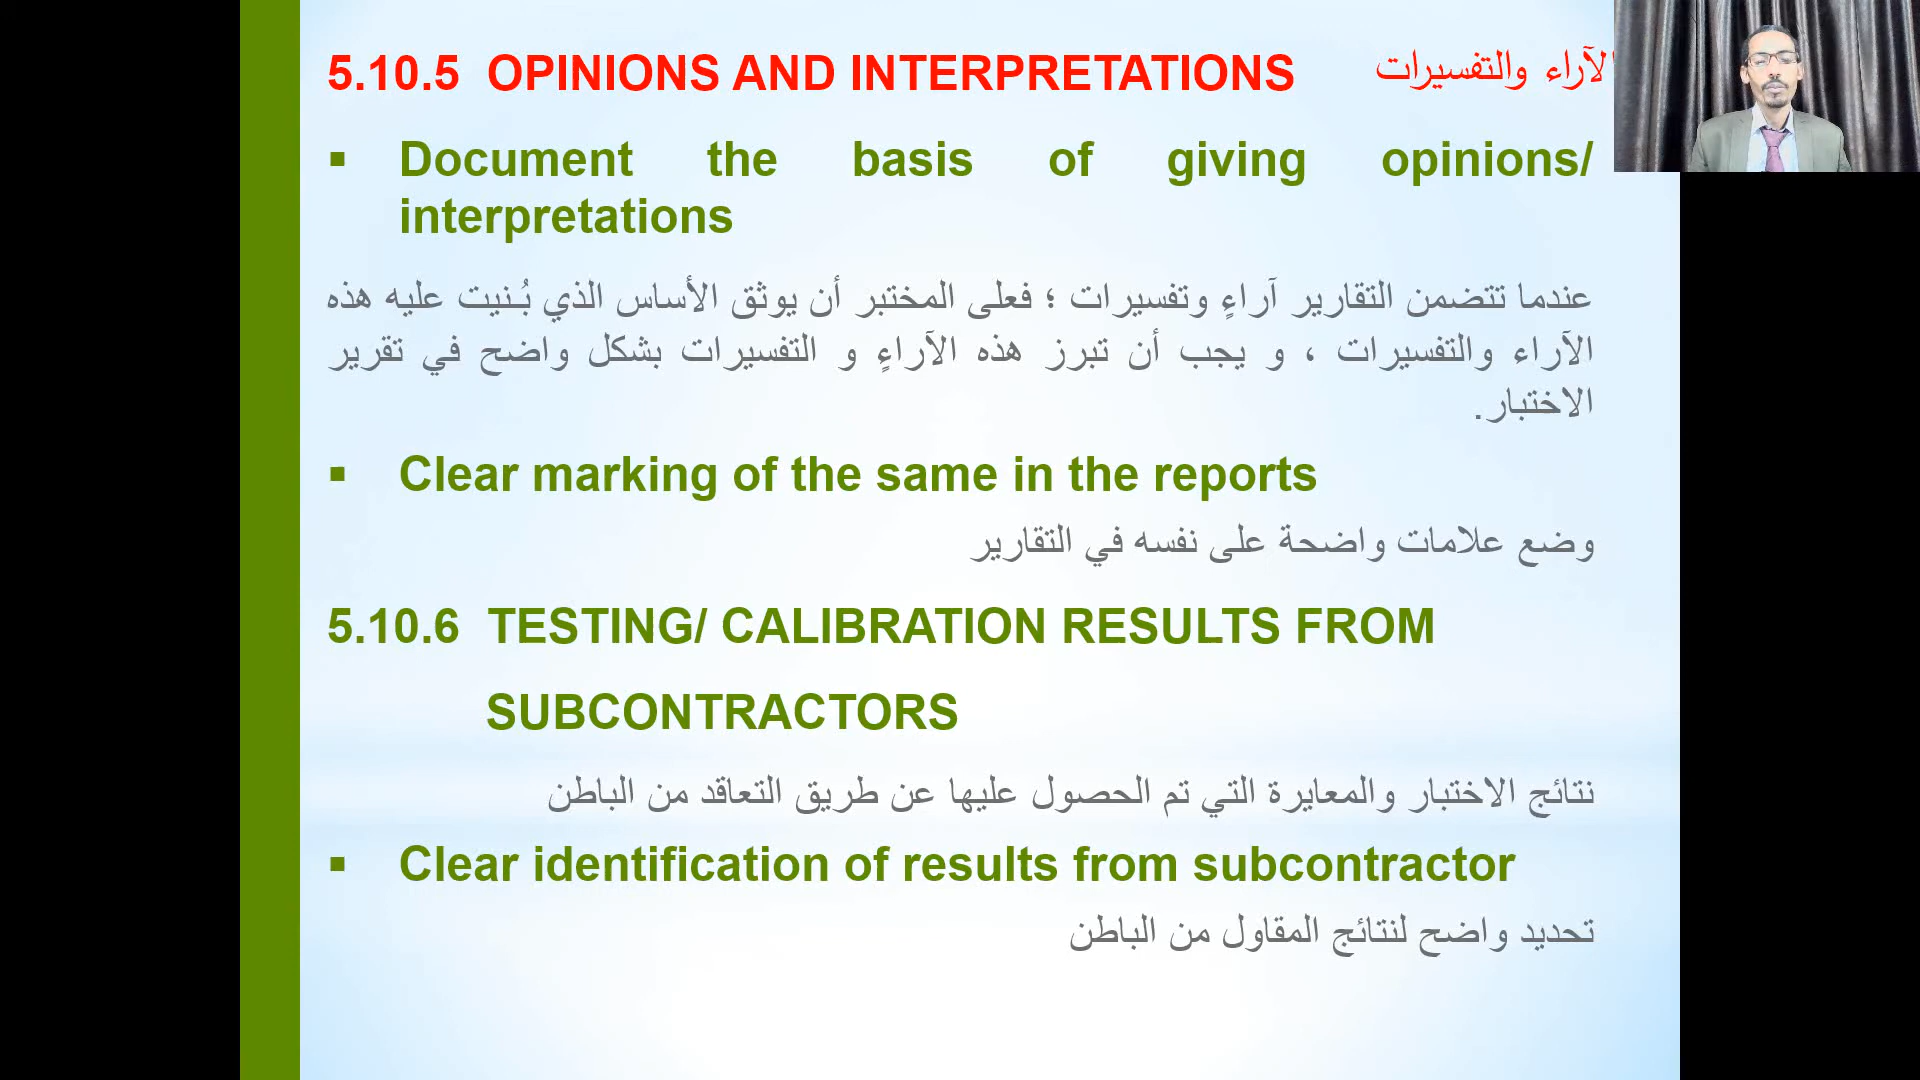 5.10.5 OPINIONS AND INTERPRETATIONS الآراء والتفسيرات
▪ Document the basis of giving opinions/
interpretations
عندما تتضمن التقارير آراءٍ وتفسيرات ؛ فعلى المختبر أن يوثق الأساس الذي بُـنيت عليه هذه
الآراء والتفسيرات ، و يجب أن تبرز هذه الآراءٍ و التفسيرات بشكل واضح في تقرير
الاختبار.
▪ Clear marking of the same in the reports
وضع علامات واضحة على نفسه في التقارير
5.10.6 TESTING/ CALIBRATION RESULTS FROM
SUBCONTRACTORS
نتائج الاختبار والمعايرة التي تم الحصول عليها عن طريق التعاقد من الباطن
▪ Clear identification of results from subcontractor
تحديد واضح لنتائج المقاول من الباطن